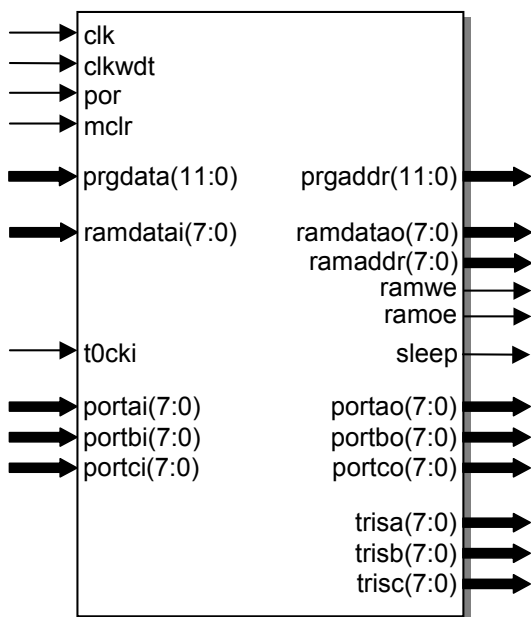 clk
clkwdt
por
mclr
prgdata(11:0) prgaddr(11:0)
ramdatai(7:0) ramdatao(7:0)
ramaddr(7:0)
ramwe
ramoe
t0cki sleep
portai(7:0) portao(7:0)
portbi(7:0) portbo(7:0)
portci(7:0) portco(7:0)
trisa(7:0)
trisb(7:0)
trisc(7:0)